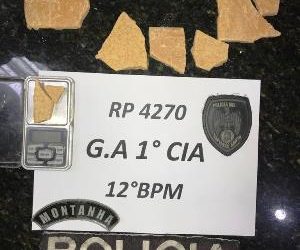 RP 4270
G.A 1° CIA
12°BPM
MONTANHA
POLICIA